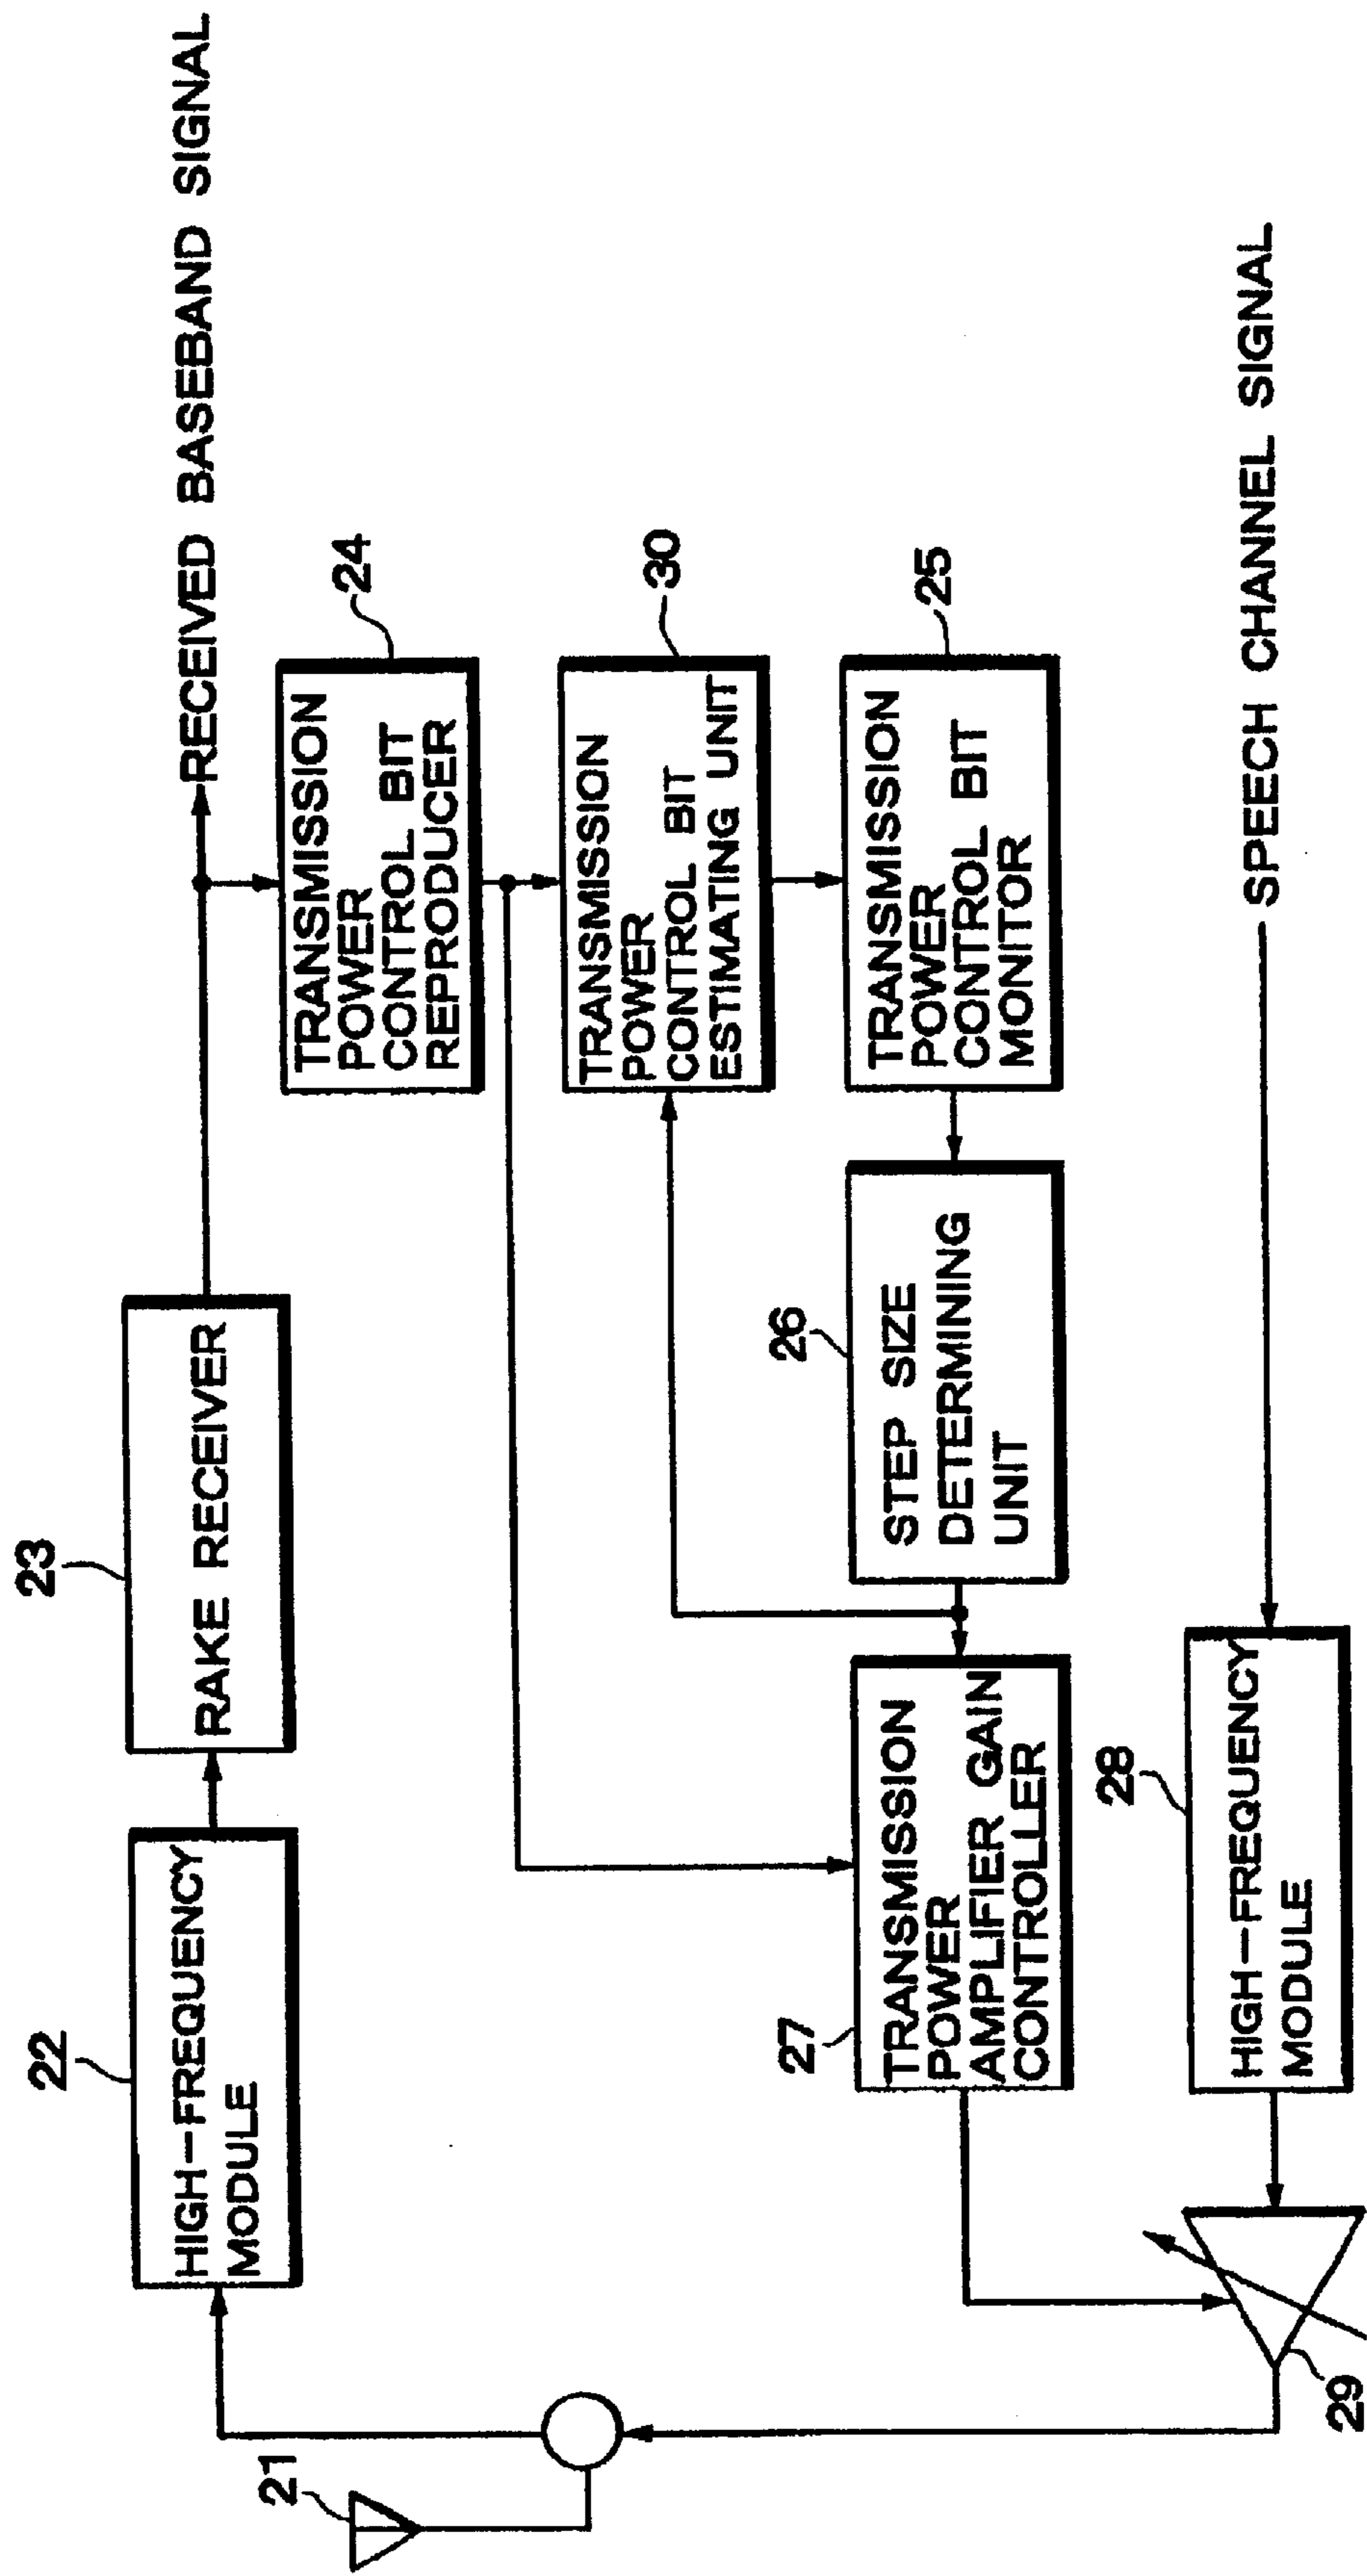 22
HIGH-FREQUENCY
MODULE
23
RAKE RECEIVER
RECEIVED BASEBAND SIGNAL
21
24
TRANSMISSION
POWER
CONTROL BIT
REPRODUCER
30
TRANSMISSION
POWER
CONTROL BIT
ESTIMATING UNIT
27
TRANSMISSION
POWER
AMPLIFIER GAIN
CONTROLLER
26
STEP SIZE
DETERMINING
UNIT
25
TRANSMISSION
POWER
CONTROL BIT
MONITOR
29
28
HIGH-FREQUENCY
MODULE
SPEECH CHANNEL SIGNAL